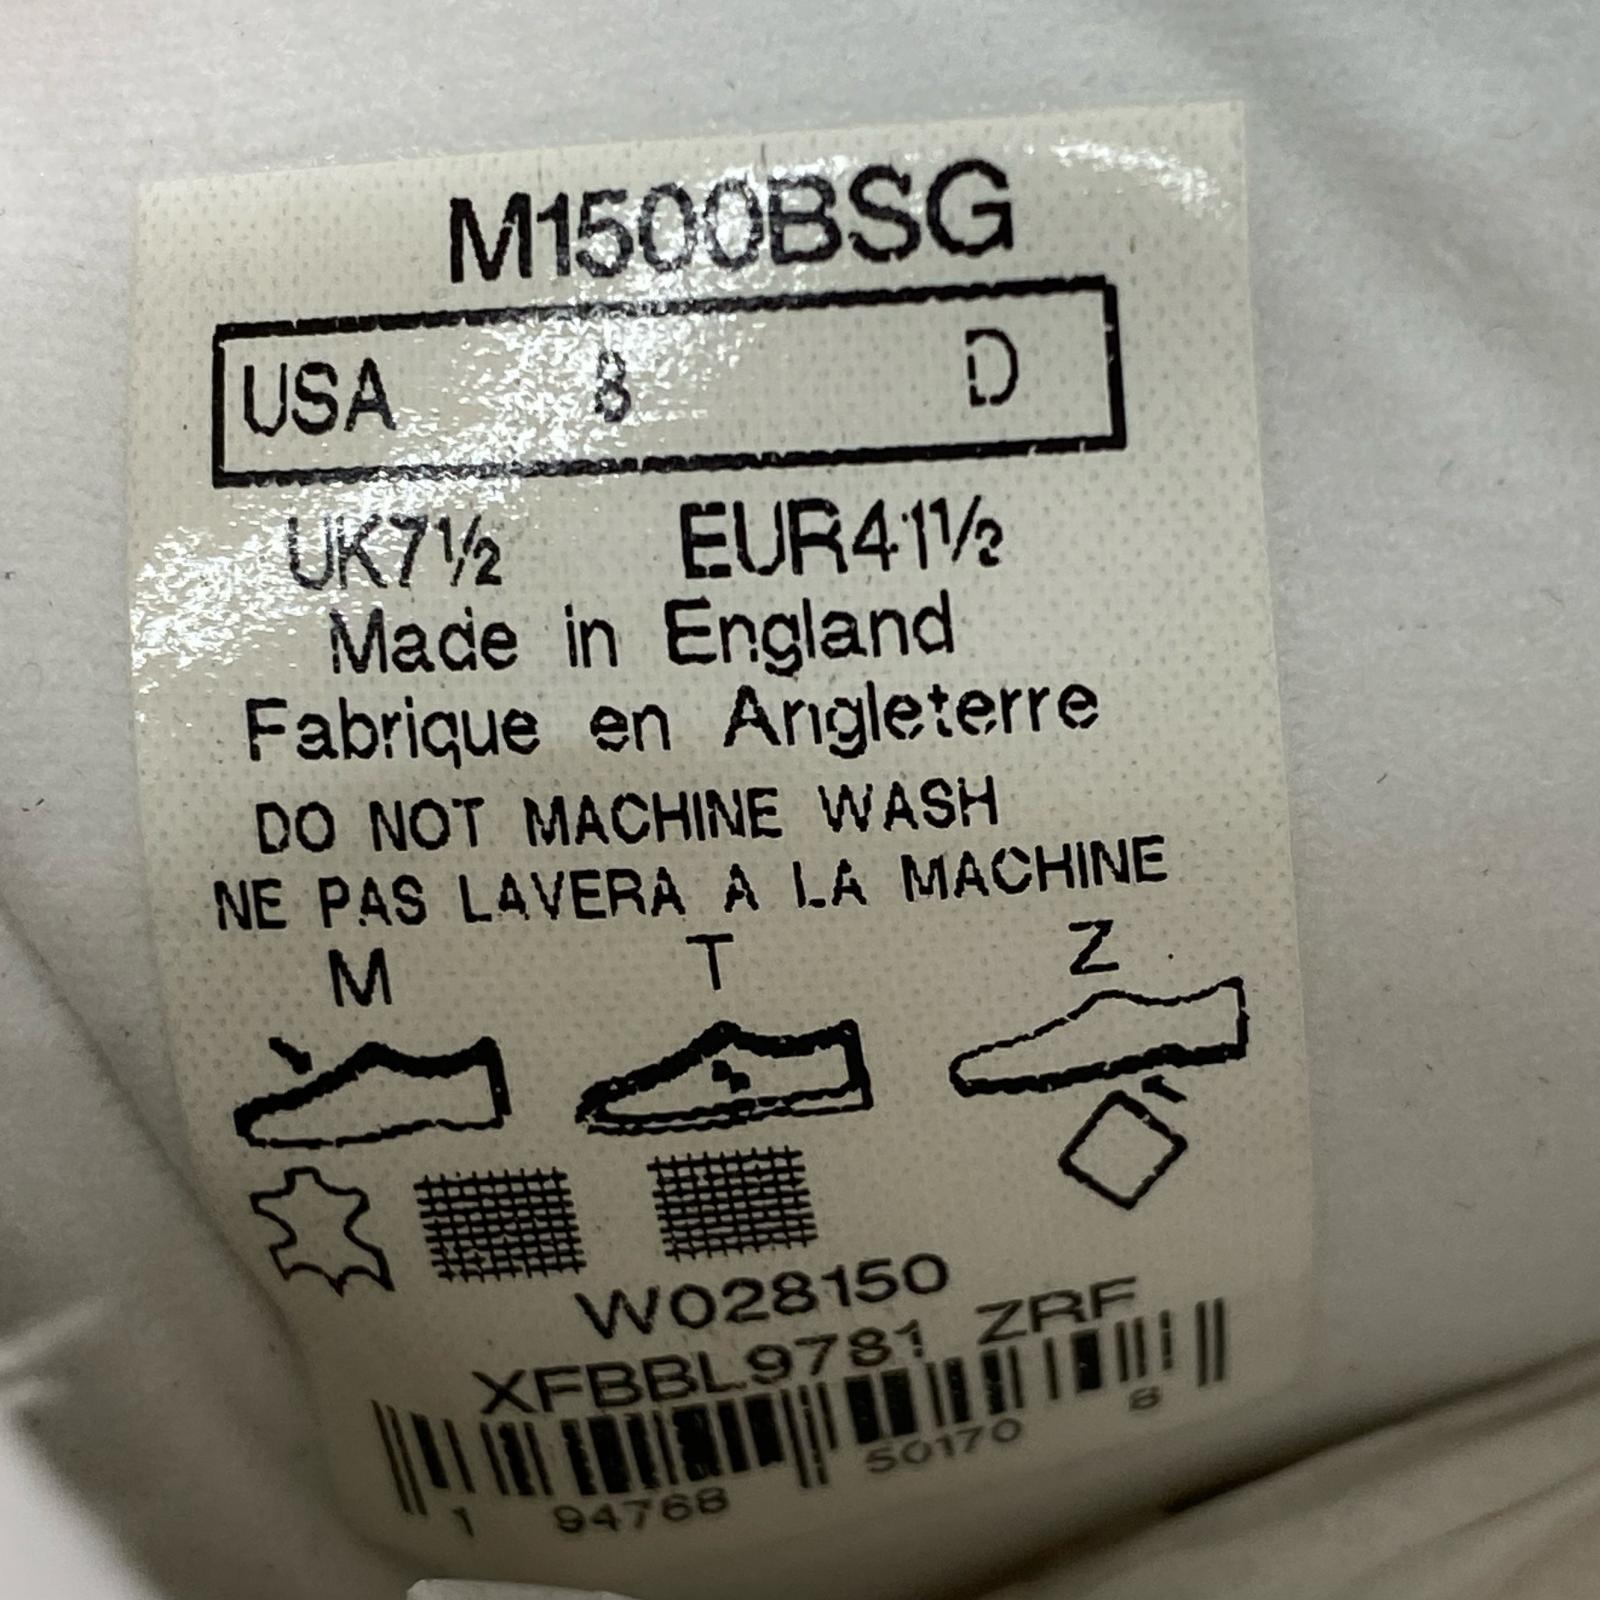 M1500BSG
USA 8 D
UK7½ EUR41½
Made in England
Fabrique en Angleterre
DO NOT MACHINE WASH
NE PAS LAVERA A LA MACHINE
M T Z
W028150
XFBBL9781 ZRF
1 94768 50170 8